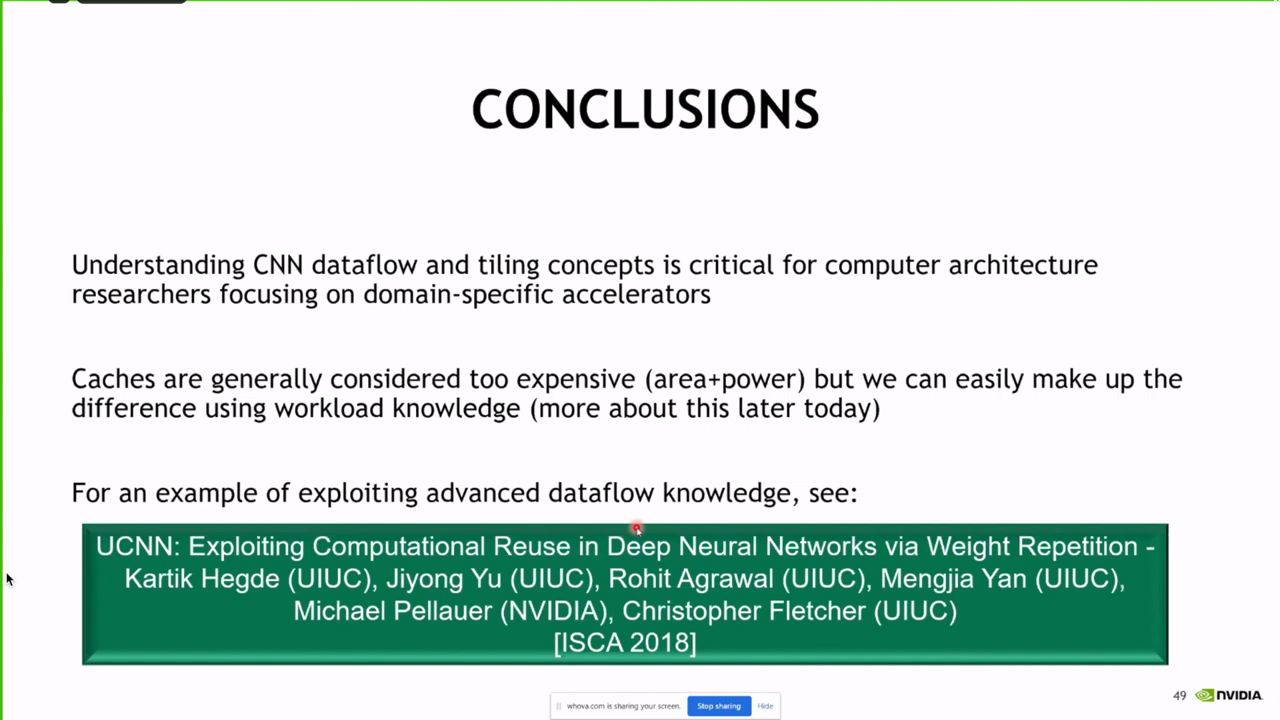 CONCLUSIONS
Understanding CNN dataflow and tiling concepts is critical for computer architecture
researchers focusing on domain-specific accelerators
Caches are generally considered too expensive (area+power) but we can easily make up the
difference using workload knowledge (more about this later today)
For an example of exploiting advanced dataflow knowledge, see:
UCNN: Exploiting Computational Reuse in Deep Neural Networks via Weight Repetition -
Kartik Hegde (UIUC), Jiyong Yu (UIUC), Rohit Agrawal (UIUC), Mengjia Yan (UIUC),
Michael Pellauer (NVIDIA), Christopher Fletcher (UIUC)
[ISCA 2018]
49 NVIDIA.
whova.com is sharing your screen. Stop sharing Hide